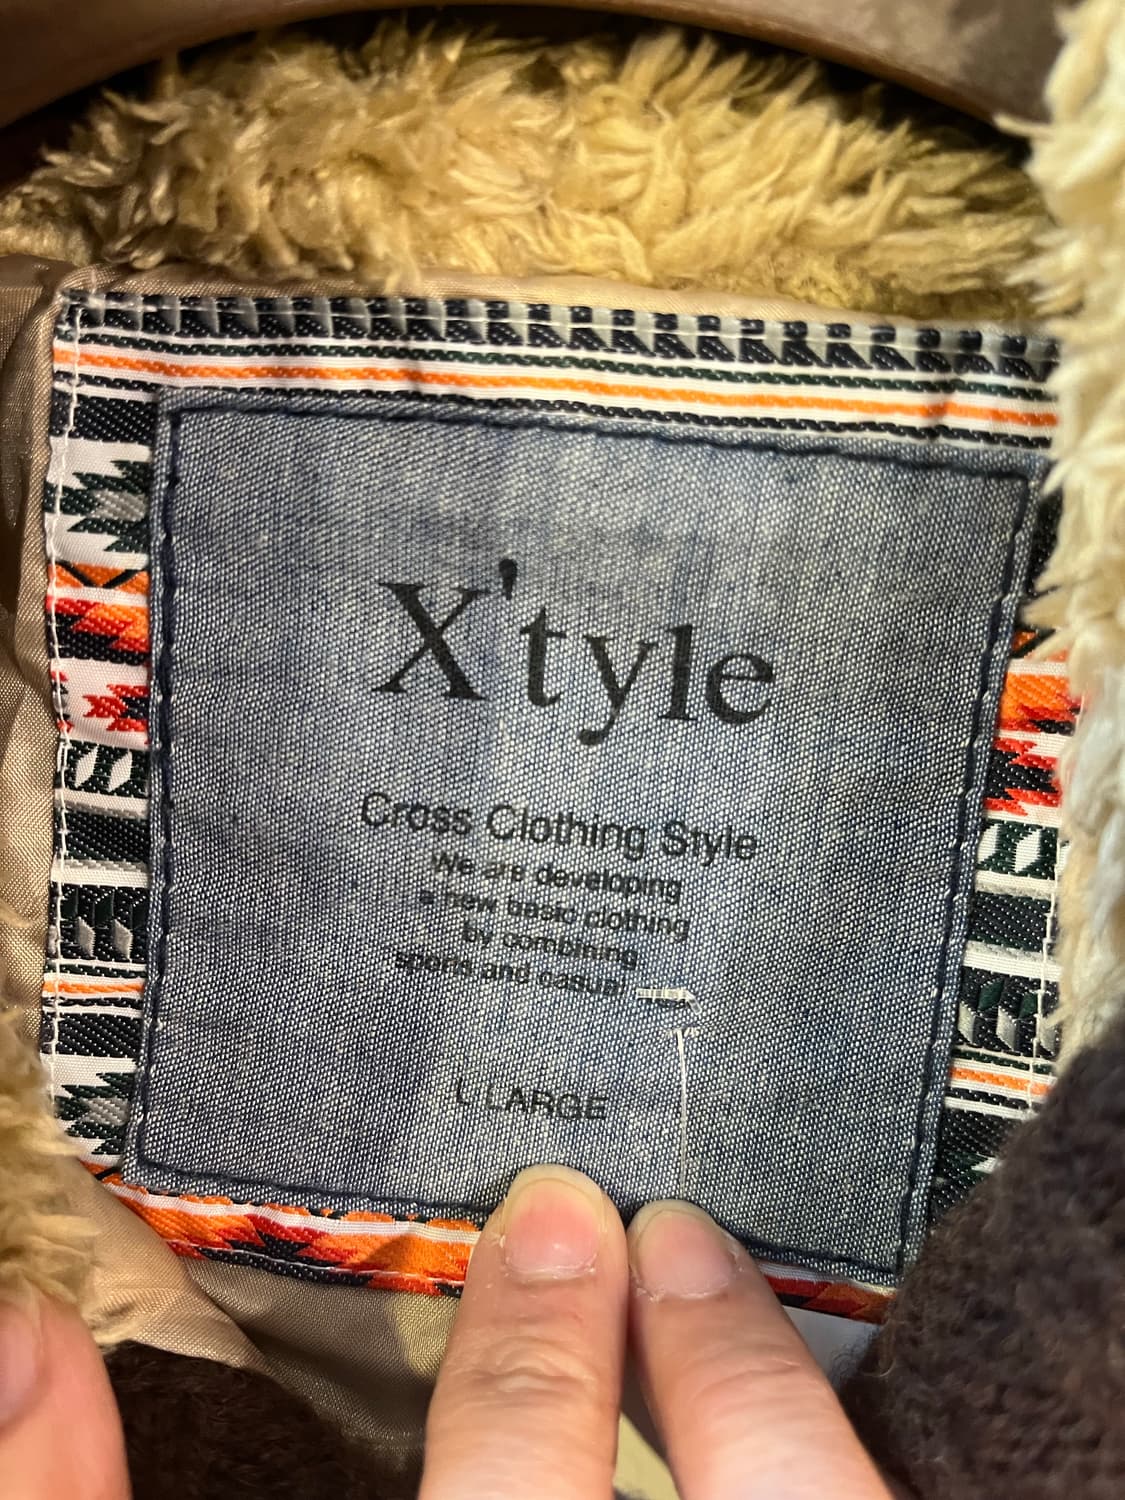 X'tyle
Cross Clothing Style
We are developing
a new basic clothing
by combining
sports and casual
L LARGE